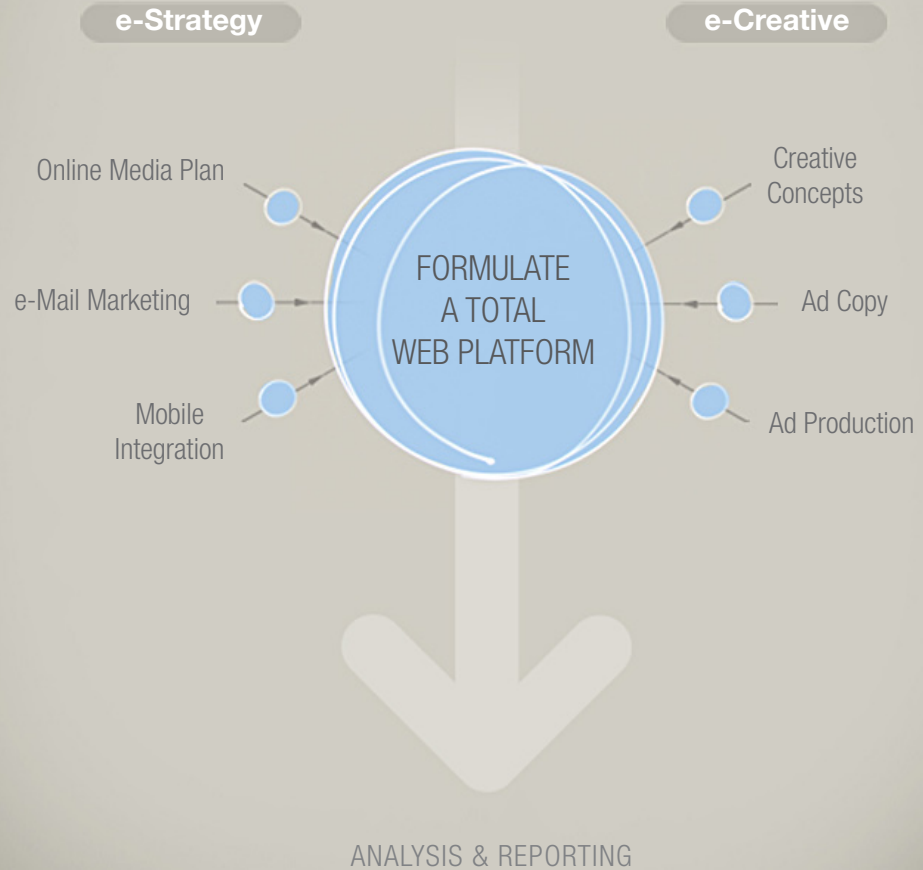 e-Strategy
e-Creative
Online Media Plan
e-Mail Marketing
Mobile
Integration
FORMULATE
A TOTAL
WEB PLATFORM
Creative
Concepts
Ad Copy
Ad Production
ANALYSIS & REPORTING